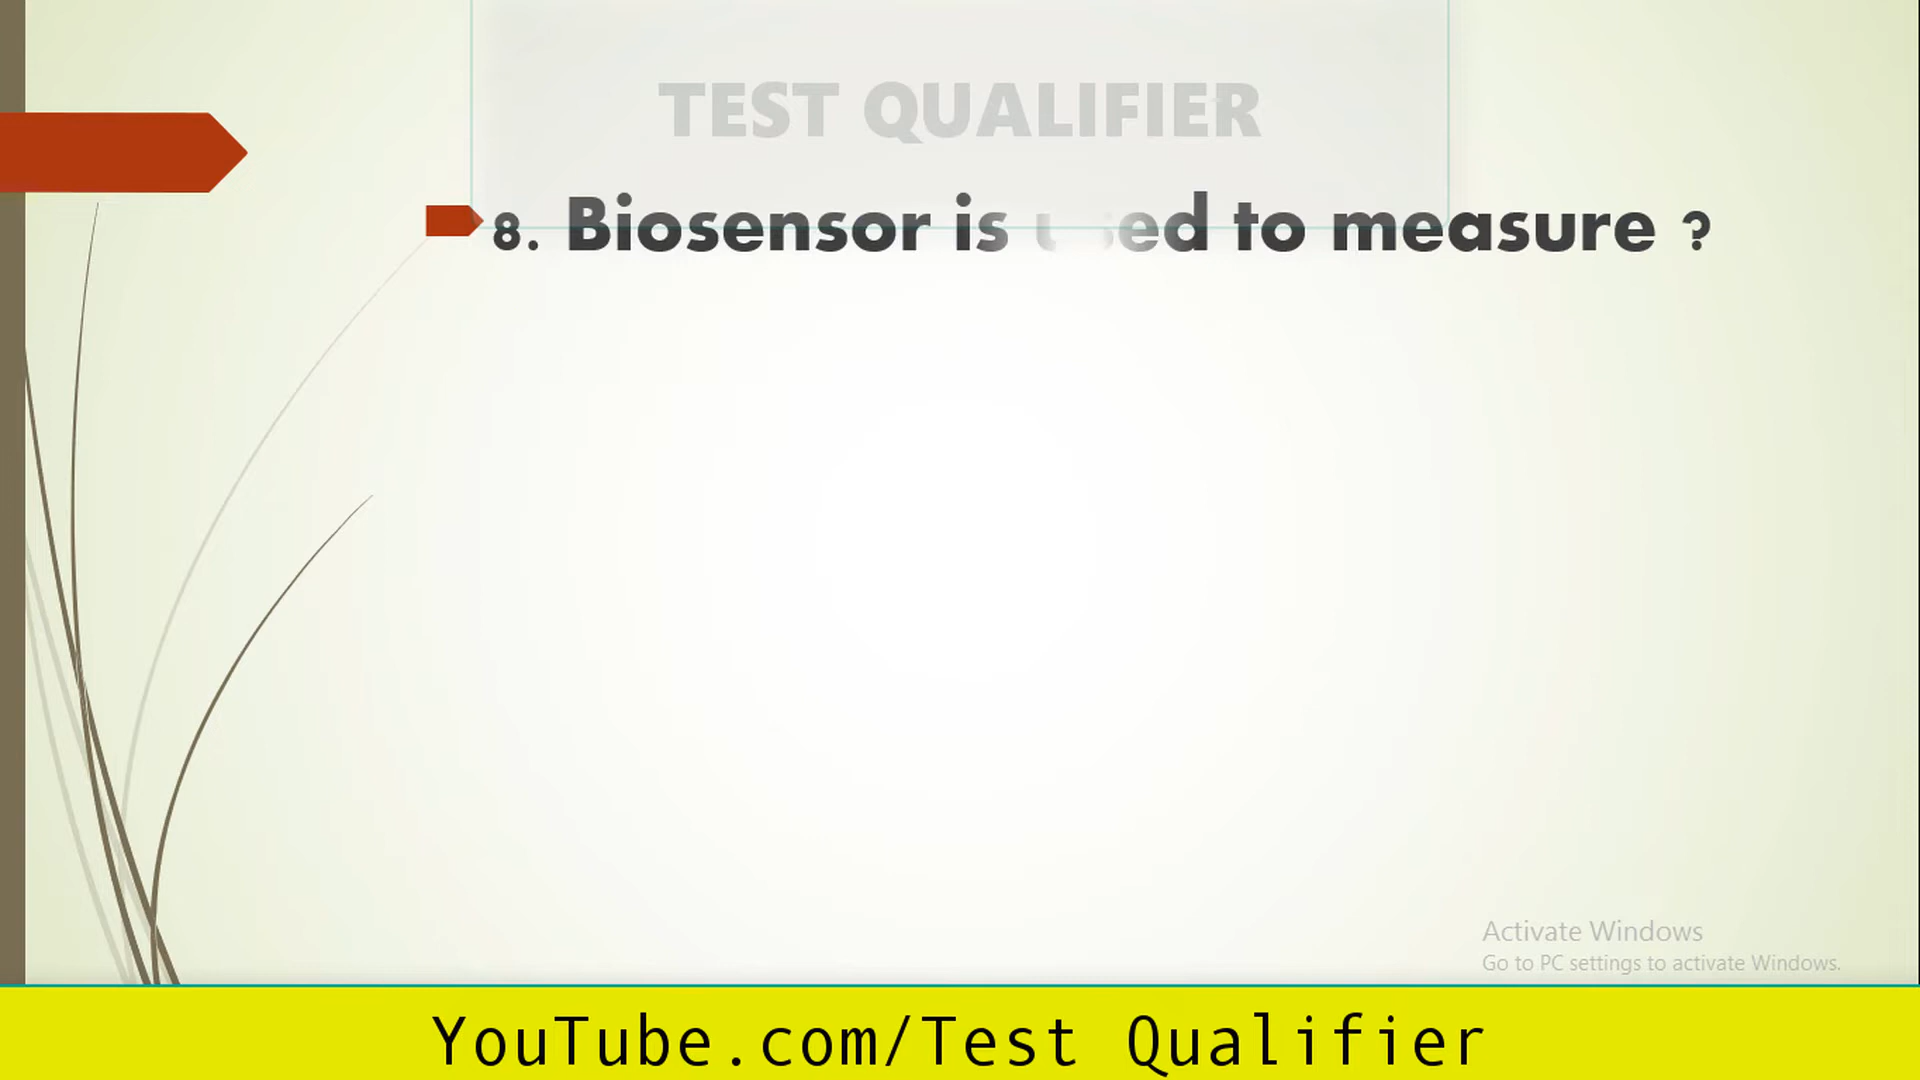 TEST QUALIFIER
8. Biosensor is used to measure ?
Activate Windows
Go to PC settings to activate Windows.
YouTube.com/Test Qualifier